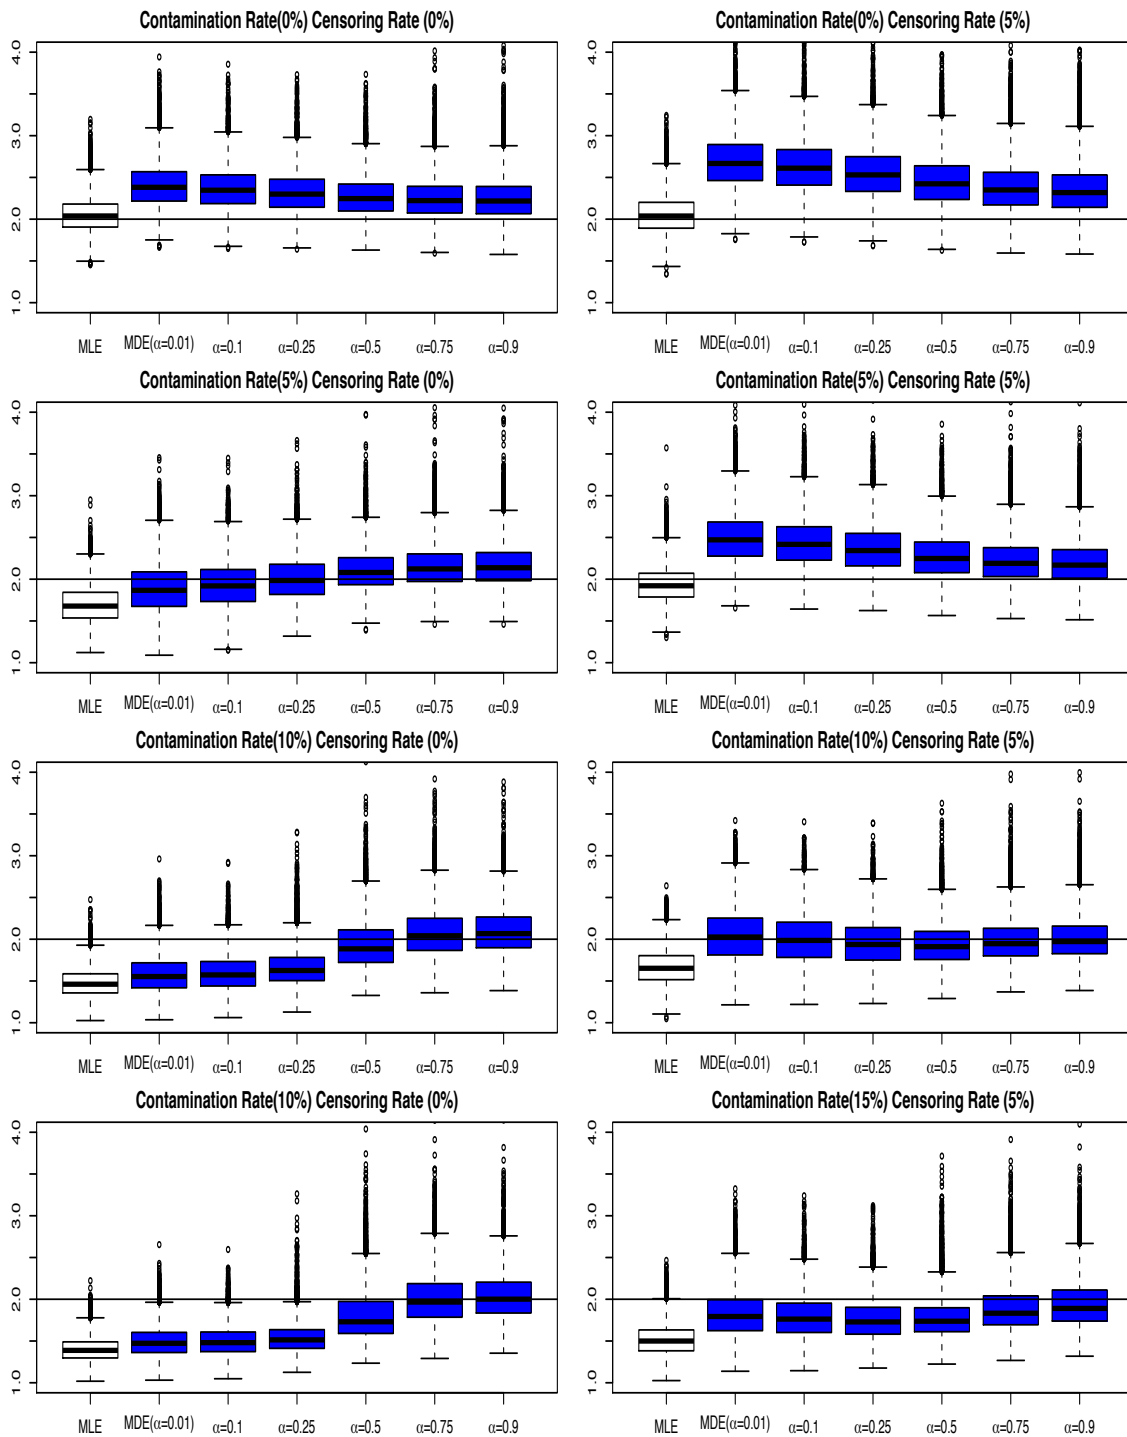 Contamination Rate(0%) Censoring Rate (0%)
4.0
3.0
2.0
1.0
MLE MDE(α=0.01) α=0.1 α=0.25 α=0.5 α=0.75 α=0.9
Contamination Rate(0%) Censoring Rate (5%)
4.0
3.0
2.0
1.0
MLE MDE(α=0.01) α=0.1 α=0.25 α=0.5 α=0.75 α=0.9
Contamination Rate(5%) Censoring Rate (0%)
4.0
3.0
2.0
1.0
MLE MDE(α=0.01) α=0.1 α=0.25 α=0.5 α=0.75 α=0.9
Contamination Rate(5%) Censoring Rate (5%)
4.0
3.0
2.0
1.0
MLE MDE(α=0.01) α=0.1 α=0.25 α=0.5 α=0.75 α=0.9
Contamination Rate(10%) Censoring Rate (0%)
4.0
3.0
2.0
1.0
MLE MDE(α=0.01) α=0.1 α=0.25 α=0.5 α=0.75 α=0.9
Contamination Rate(10%) Censoring Rate (5%)
4.0
3.0
2.0
1.0
MLE MDE(α=0.01) α=0.1 α=0.25 α=0.5 α=0.75 α=0.9
Contamination Rate(10%) Censoring Rate (0%)
4.0
3.0
2.0
1.0
MLE MDE(α=0.01) α=0.1 α=0.25 α=0.5 α=0.75 α=0.9
Contamination Rate(15%) Censoring Rate (5%)
4.0
3.0
2.0
1.0
MLE MDE(α=0.01) α=0.1 α=0.25 α=0.5 α=0.75 α=0.9